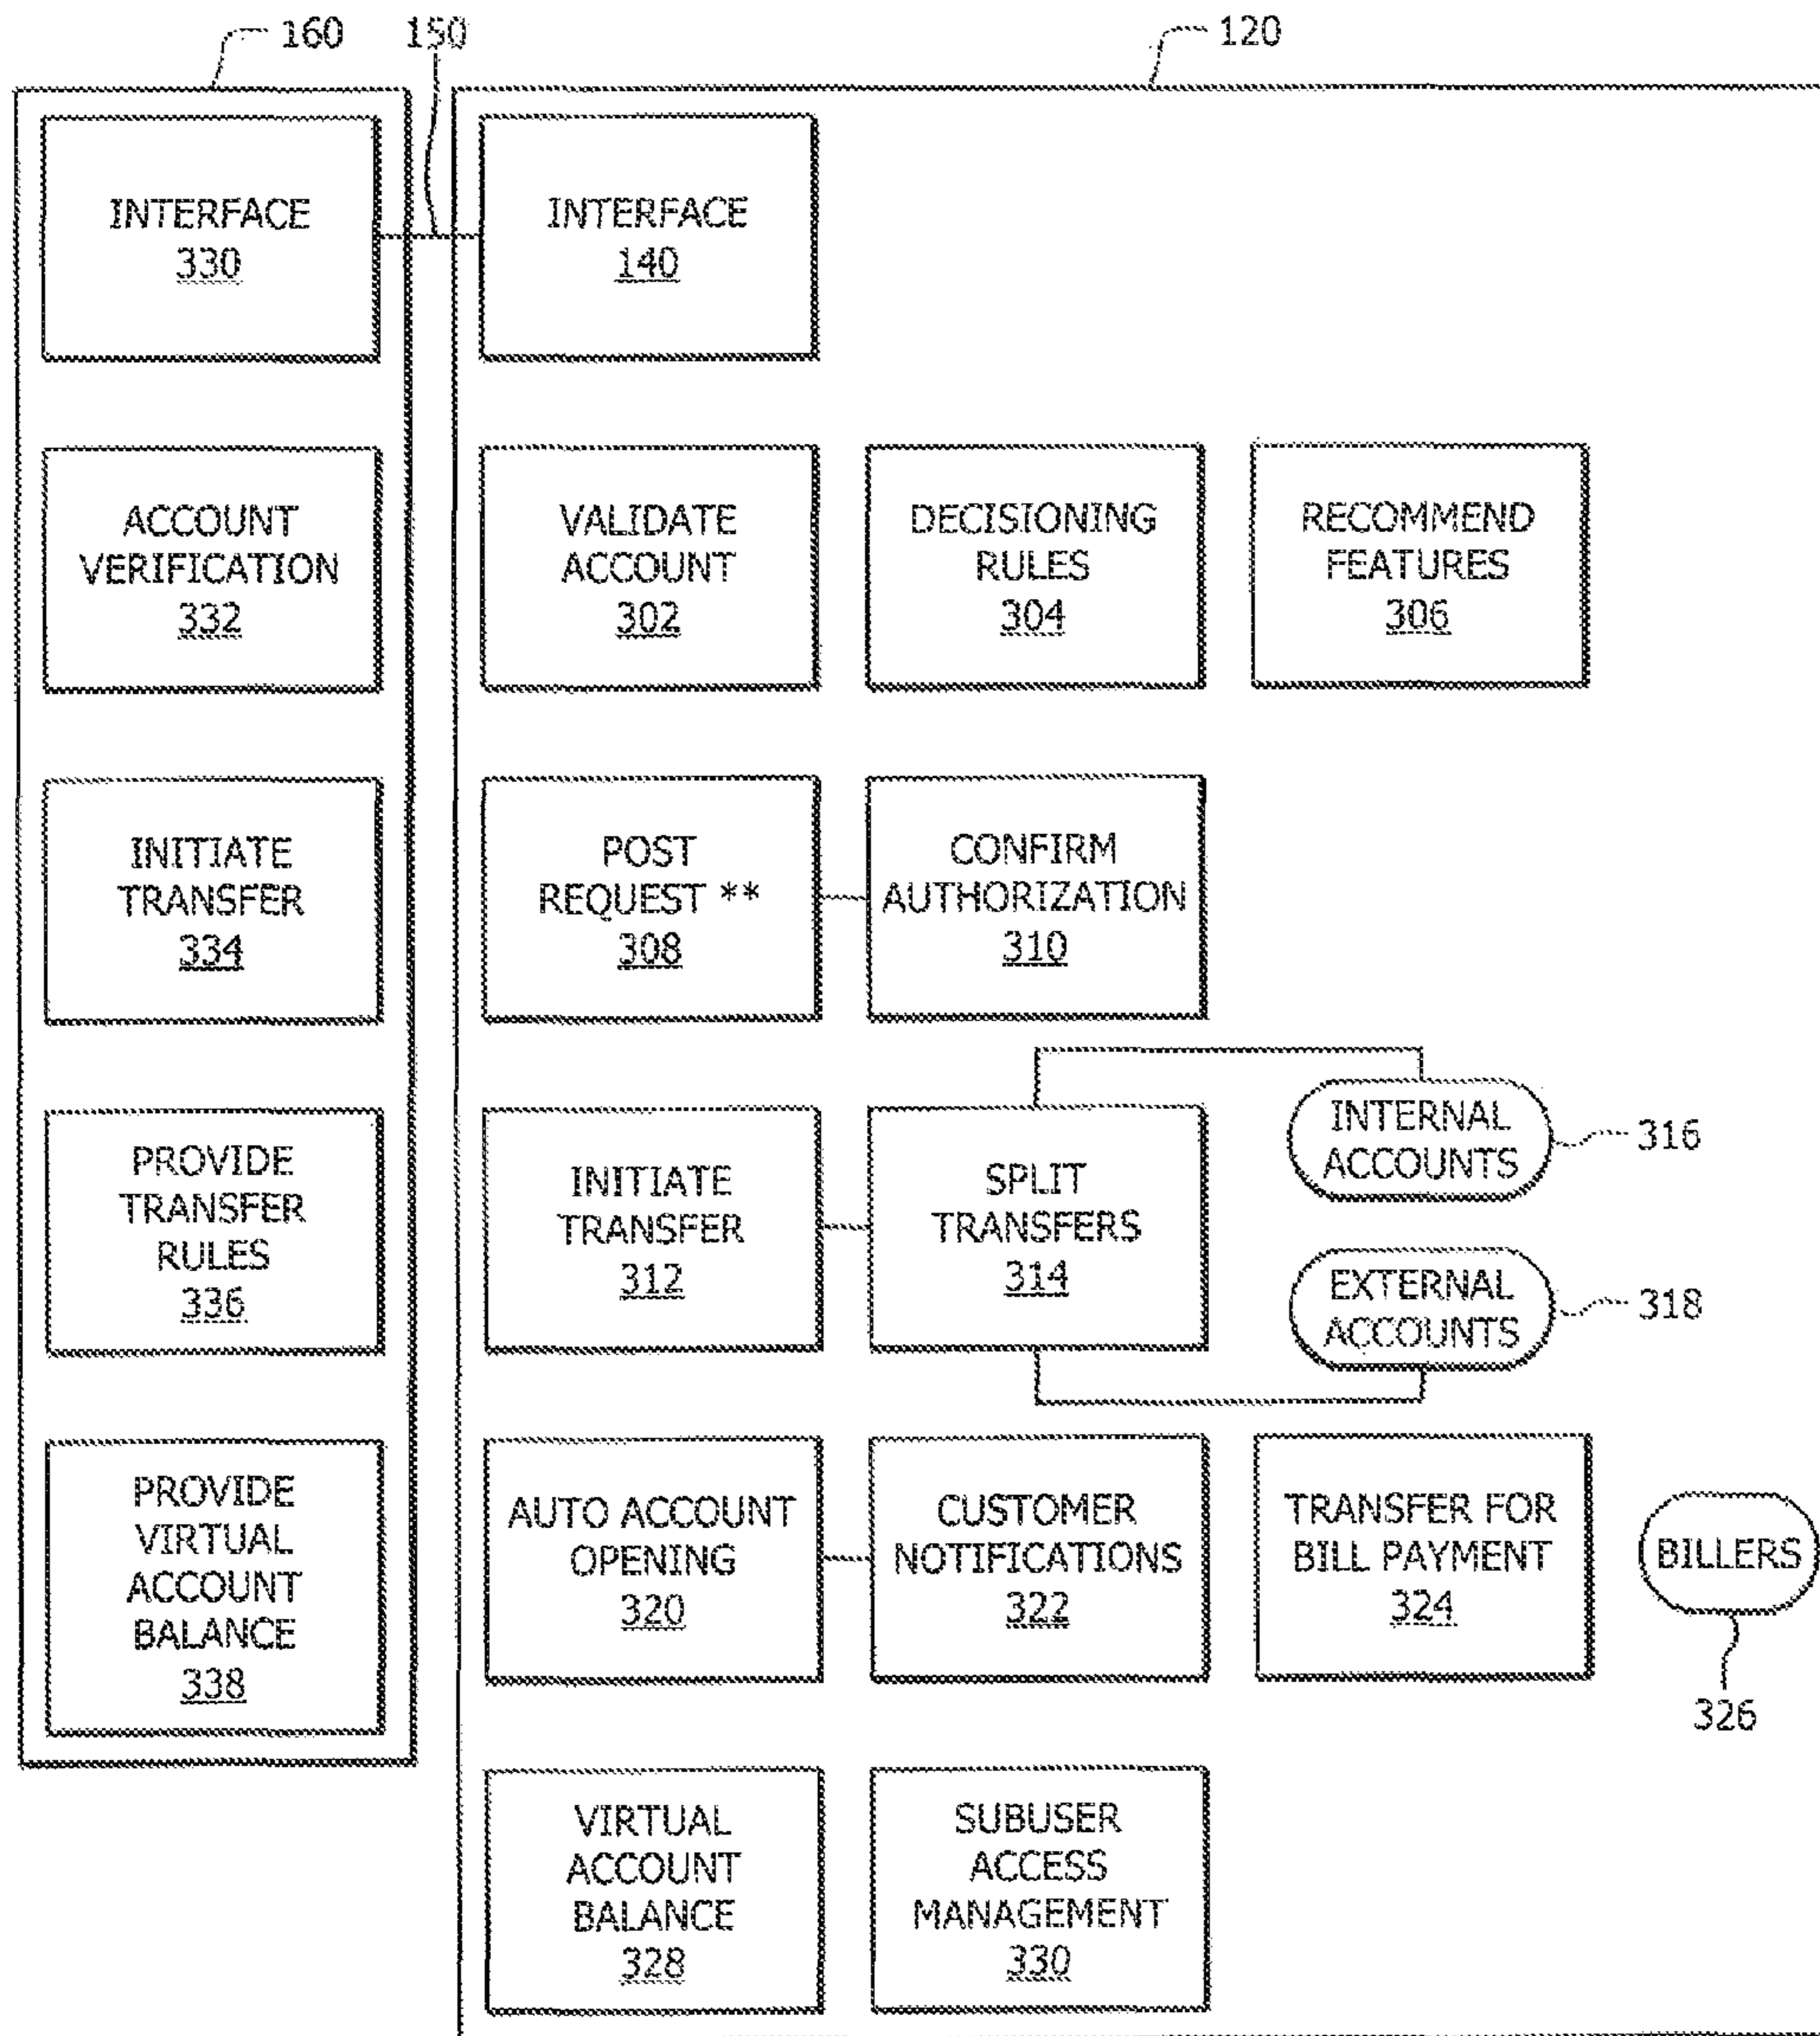 160
150
120
INTERFACE
330
INTERFACE
140
ACCOUNT
VERIFICATION
332
VALIDATE
ACCOUNT
302
DECISIONING
RULES
304
RECOMMEND
FEATURES
306
INITIATE
TRANSFER
334
POST
REQUEST **
308
CONFIRM
AUTHORIZATION
310
PROVIDE
TRANSFER
RULES
336
INITIATE
TRANSFER
312
SPLIT
TRANSFERS
314
INTERNAL
ACCOUNTS
316
EXTERNAL
ACCOUNTS
318
PROVIDE
VIRTUAL
ACCOUNT
BALANCE
338
AUTO ACCOUNT
OPENING
320
CUSTOMER
NOTIFICATIONS
322
TRANSFER FOR
BILL PAYMENT
324
BILLERS
326
VIRTUAL
ACCOUNT
BALANCE
328
SUBUSER
ACCESS
MANAGEMENT
330